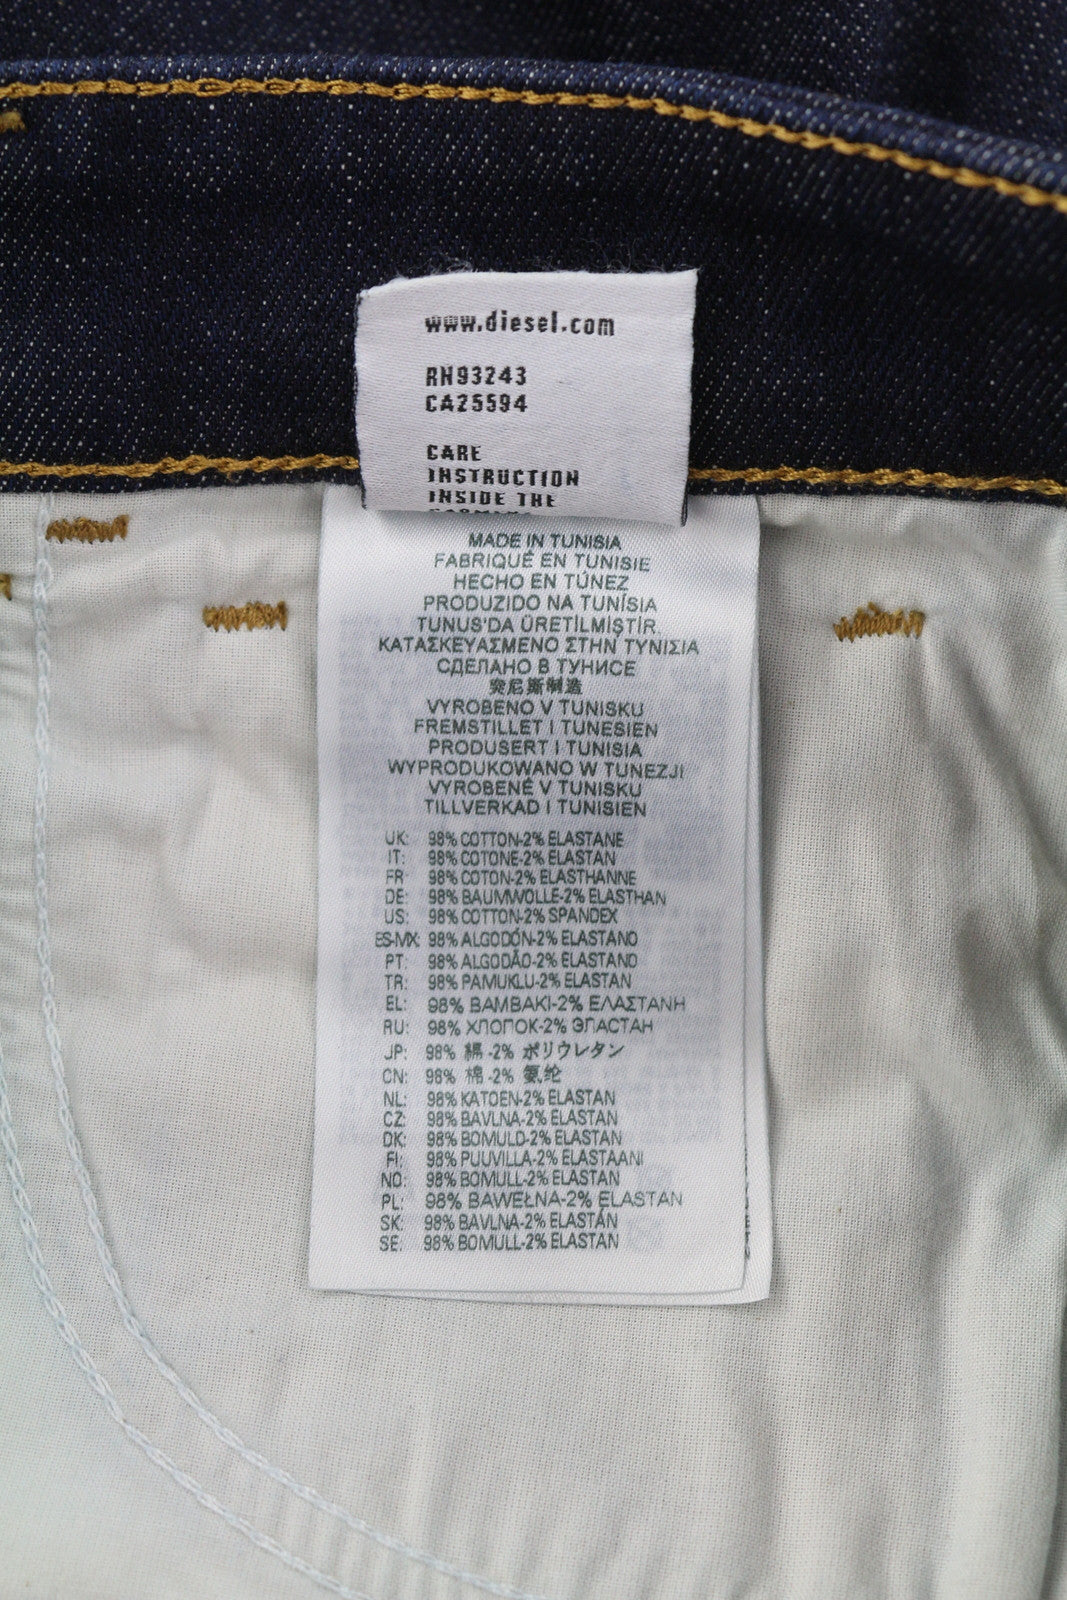 www.diesel.com
RN93243
CA25594
CARE
INSTRUCTION
INSIDE THE
MADE IN TUNISIA
FABRIQUÉ EN TUNISIE
HECHO EN TÚNEZ
PRODUZIDO NA TUNÍSIA
TUNUS'DA ÜRETİLMİŞTİR.
ΚΑΤΑΣΚΕΥΑΣΜΕΝΟ ΣΤΗΝ ΤΥΝΙΣΙΑ
СДЕЛАНО В ТУНИСЕ
突尼斯制造
VYROBENO V TUNISKU
FREMSTILLET I TUNESIEN
PRODUSERT I TUNISIA
WYPRODUKOWANO W TUNEZJI
VYROBENÉ V TUNISKU
TILLVERKAD I TUNISIEN
UK: 98% COTTON-2% ELASTANE
IT: 98% COTONE-2% ELASTAN
FR: 98% COTON-2% ELASTHANNE
DE: 98% BAUMWOLLE-2% ELASTHAN
US: 98% COTTON-2% SPANDEX
ES-MX: 98% ALGODÓN-2% ELASTANO
PT: 98% ALGODÃO-2% ELASTANO
TR: 98% PAMUKLU-2% ELASTAN
EL: 98% ΒΑΜΒΑΚΙ-2% ΕΛΑΣΤΑΝΗ
RU: 98% ХЛОПОК-2% ЭЛАСТАН
JP: 98% 綿 -2% ポリウレタン
CN: 98% 棉 -2% 氨纶
NL: 98% KATOEN-2% ELASTAN
CZ: 98% BAVLNA-2% ELASTAN
DK: 98% BOMULD-2% ELASTAN
FI: 98% PUUVILLA-2% ELASTAANI
NO: 98% BOMULL-2% ELASTAN
PL: 98% BAWEŁNA-2% ELASTAN
SK: 98% BAVLNA-2% ELASTÁN
SE: 98% BOMULL-2% ELASTAN